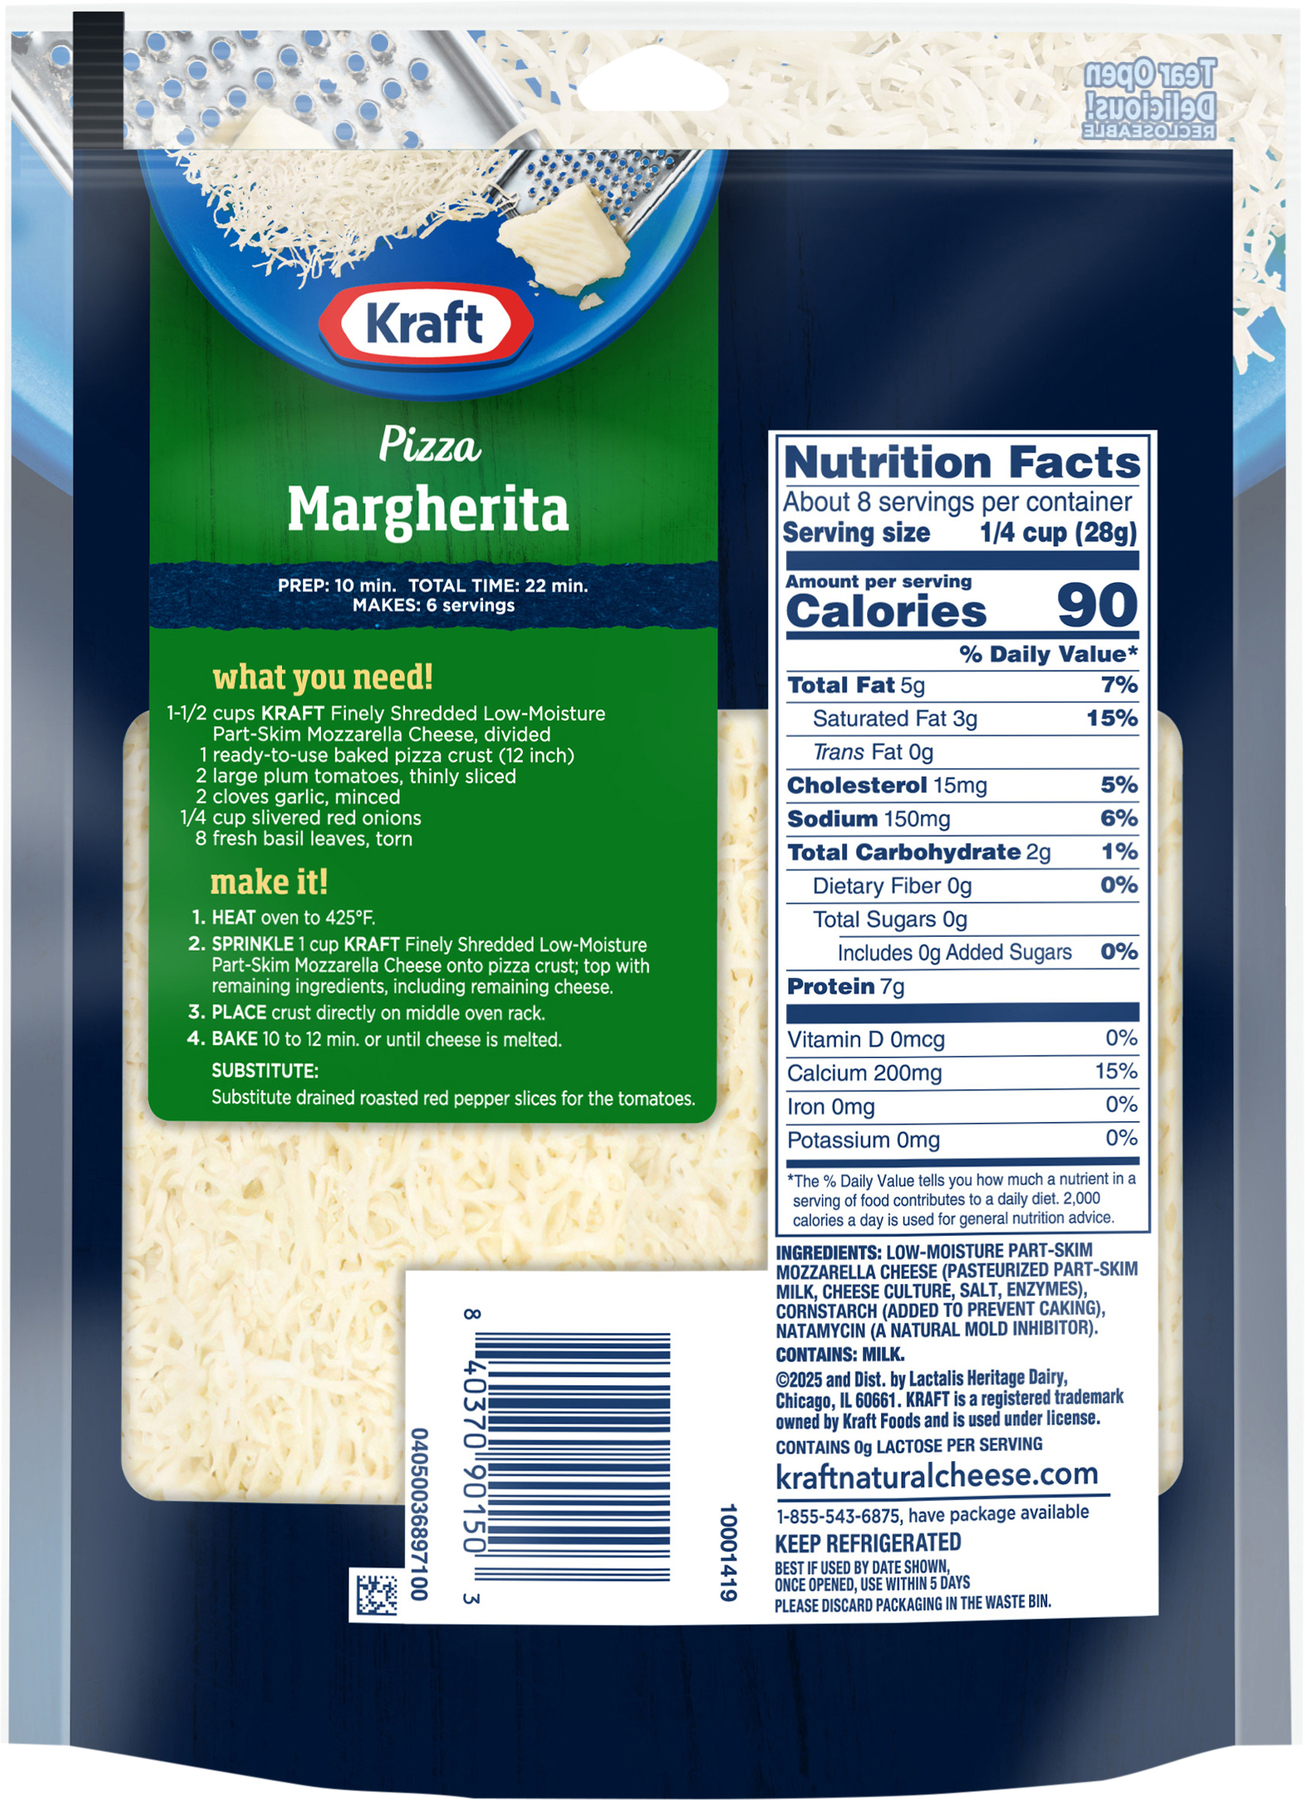 Tear Open
Delicious!
RECLOSEABLE
Kraft
Pizza
Margherita
PREP: 10 min. TOTAL TIME: 22 min.
MAKES: 6 servings
what you need!
1-1/2 cups KRAFT Finely Shredded Low-Moisture
Part-Skim Mozzarella Cheese, divided
1 ready-to-use baked pizza crust (12 inch)
2 large plum tomatoes, thinly sliced
2 cloves garlic, minced
1/4 cup slivered red onions
8 fresh basil leaves, torn
make it!
1. HEAT oven to 425°F.
2. SPRINKLE 1 cup KRAFT Finely Shredded Low-Moisture
Part-Skim Mozzarella Cheese onto pizza crust; top with
remaining ingredients, including remaining cheese.
3. PLACE crust directly on middle oven rack.
4. BAKE 10 to 12 min. or until cheese is melted.
SUBSTITUTE:
Substitute drained roasted red pepper slices for the tomatoes.
Nutrition Facts
About 8 servings per container
Serving size 1/4 cup (28g)
Amount per serving
Calories 90
% Daily Value*
Total Fat 5g 7%
Saturated Fat 3g 15%
Trans Fat 0g
Cholesterol 15mg 5%
Sodium 150mg 6%
Total Carbohydrate 2g 1%
Dietary Fiber 0g 0%
Total Sugars 0g
Includes 0g Added Sugars 0%
Protein 7g
Vitamin D 0mcg 0%
Calcium 200mg 15%
Iron 0mg 0%
Potassium 0mg 0%
*The % Daily Value tells you how much a nutrient in a
serving of food contributes to a daily diet. 2,000
calories a day is used for general nutrition advice.
INGREDIENTS: LOW-MOISTURE PART-SKIM
MOZZARELLA CHEESE (PASTEURIZED PART-SKIM
MILK, CHEESE CULTURE, SALT, ENZYMES),
CORNSTARCH (ADDED TO PREVENT CAKING),
NATAMYCIN (A NATURAL MOLD INHIBITOR).
CONTAINS: MILK.
©2025 and Dist. by Lactalis Heritage Dairy,
Chicago, IL 60661. KRAFT is a registered trademark
owned by Kraft Foods and is used under license.
CONTAINS 0g LACTOSE PER SERVING
kraftnaturalcheese.com
1-855-543-6875, have package available
KEEP REFRIGERATED
BEST IF USED BY DATE SHOWN,
ONCE OPENED, USE WITHIN 5 DAYS
PLEASE DISCARD PACKAGING IN THE WASTE BIN.
8 40370 90150 3
04050036897100
10001419